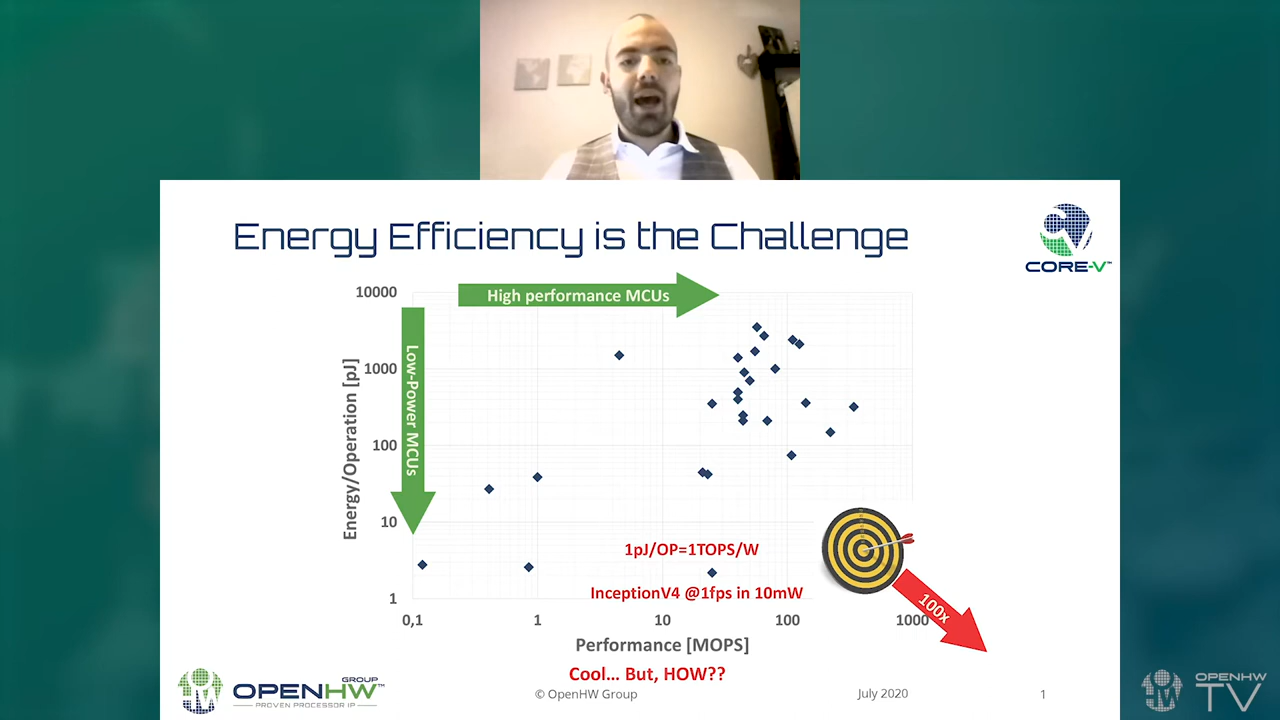 Energy Efficiency is the Challenge
CORE-V™
10000
High performance MCUs
1000
Low-Power MCUs
Energy/Operation [pJ]
100
10
1pJ/OP=1TOPS/W
InceptionV4 @1fps in 10mW
100x
1
0,1
1
10
100
1000
Performance [MOPS]
Cool... But, HOW??
OPENHW™
GROUP
PROVEN PROCESSOR IP
© OpenHW Group
July 2020
1
OPENHW
TV